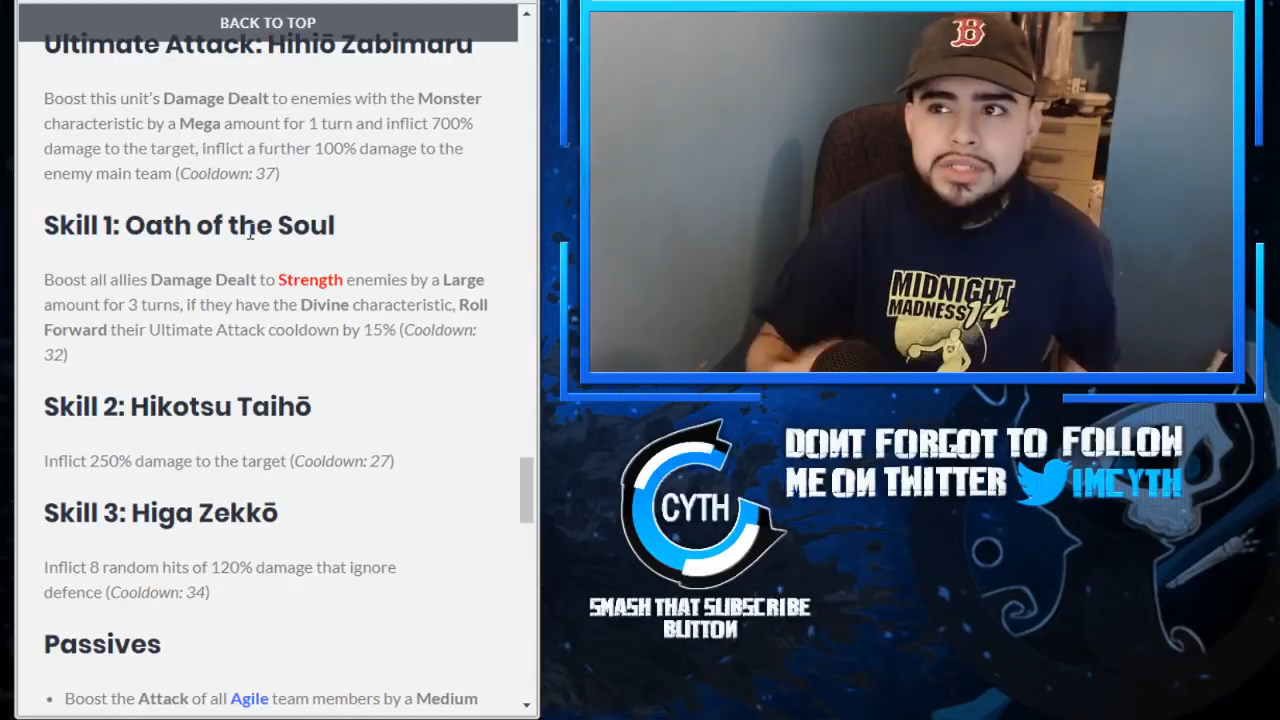 BACK TO TOP
Ultimate Attack: Hihiō Zabimaru
Boost this unit's Damage Dealt to enemies with the Monster
characteristic by a Mega amount for 1 turn and inflict 700%
damage to the target, inflict a further 100% damage to the
enemy main team (Cooldown: 37)
Skill 1: Oath of the Soul
Boost all allies Damage Dealt to Strength enemies by a Large
amount for 3 turns, if they have the Divine characteristic, Roll
Forward their Ultimate Attack cooldown by 15% (Cooldown:
32)
Skill 2: Hikotsu Taihō
Inflict 250% damage to the target (Cooldown: 27)
Skill 3: Higa Zekkō
Inflict 8 random hits of 120% damage that ignore
defence (Cooldown: 34)
Passives
• Boost the Attack of all Agile team members by a Medium
B
MIDNIGHT
MADNESS 14
CYTH
SMASH THAT SUBSCRIBE
BUTTON
DONT FORGOT TO FOLLOW
ME ON TWITTER IMCYTH